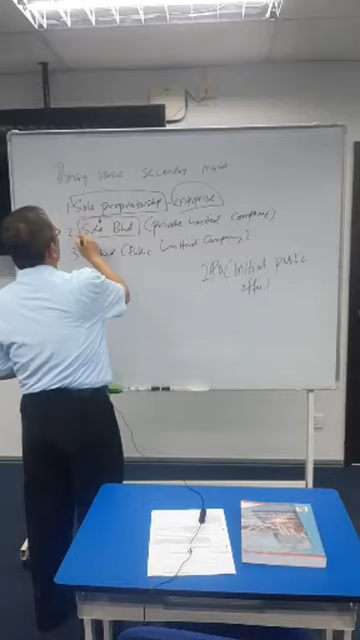 Primary versus secondary market
1 Sole proprietorship - enterprise
2 Sdn Bhd (private limited Company)
3 (Public Limited Company)
IPO (Initial public
offer)